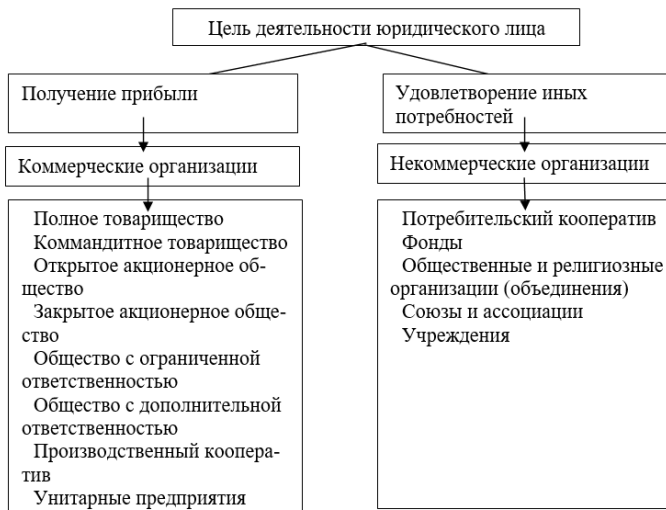 Цель деятельности юридического лица
Получение прибыли
Удовлетворение иных
потребностей
Коммерческие организации
Некоммерческие организации
Полное товарищество
Коммандитное товарищество
Открытое акционерное об-
щество
Закрытое акционерное обще-
ство
Общество с ограниченной
ответственностью
Общество с дополнительной
ответственностью
Производственный коопера-
тив
Унитарные предприятия
Потребительский кооператив
Фонды
Общественные и религиозные
организации (объединения)
Союзы и ассоциации
Учреждения